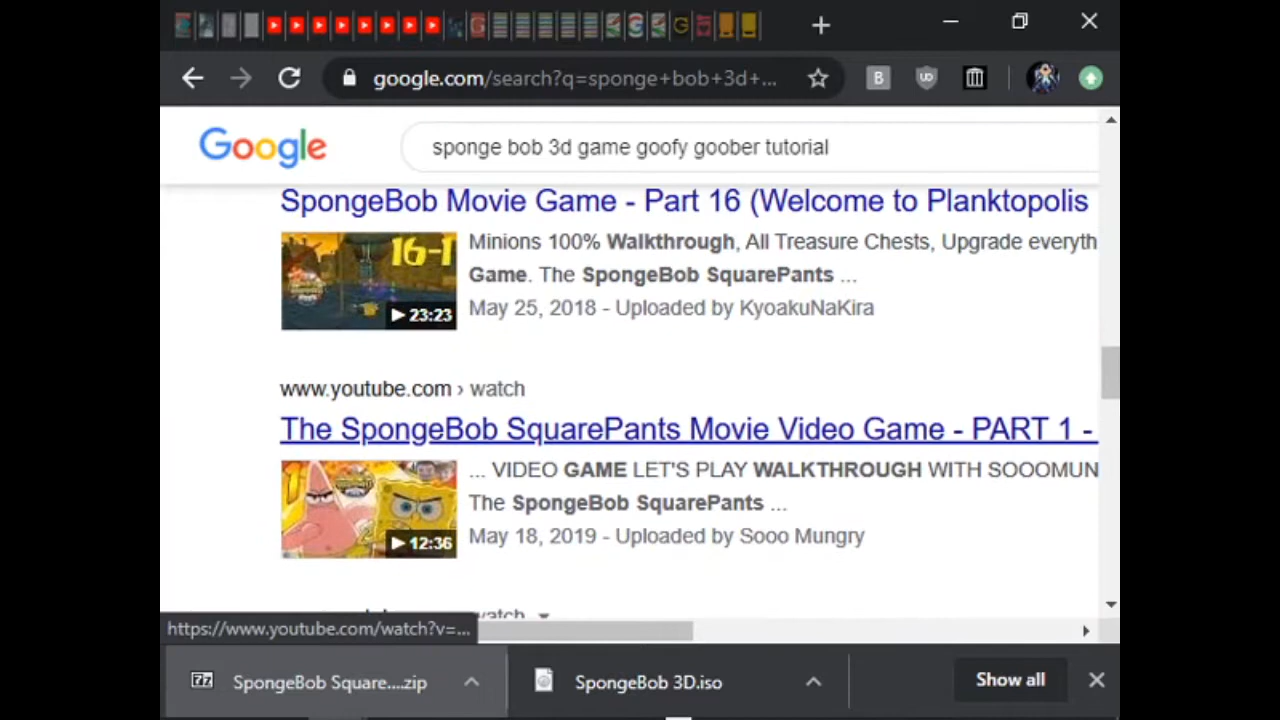 google.com/search?q=sponge+bob+3d+...
Google
sponge bob 3d game goofy goober tutorial
SpongeBob Movie Game - Part 16 (Welcome to Planktopolis
16-1
23:23
Minions 100% Walkthrough, All Treasure Chests, Upgrade everyth
Game. The SpongeBob SquarePants ...
May 25, 2018 - Uploaded by KyoakuNaKira
www.youtube.com › watch
The SpongeBob SquarePants Movie Video Game - PART 1 -
12:36
... VIDEO GAME LET'S PLAY WALKTHROUGH WITH SOOOMUN
The SpongeBob SquarePants ...
May 18, 2019 - Uploaded by Sooo Mungry
watch
https://www.youtube.com/watch?v=...
SpongeBob Square....zip
SpongeBob 3D.iso
Show all